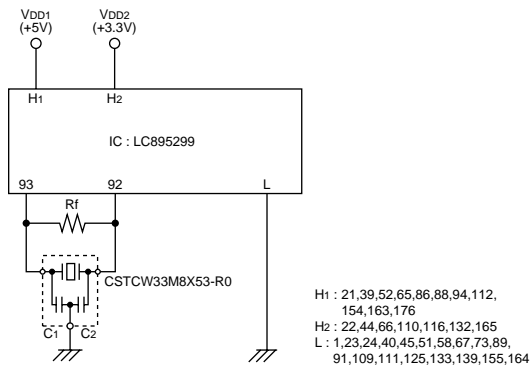 VDD1 VDD2
(+5V) (+3.3V)
H1 H2
IC : LC895299
93 92 L
Rf
CSTCW33M8X53-R0
C1 C2
H1 : 21,39,52,65,86,88,94,112,
154,163,176
H2 : 22,44,66,110,116,132,165
L : 1,23,24,40,45,51,58,67,73,89,
91,109,111,125,133,139,155,164